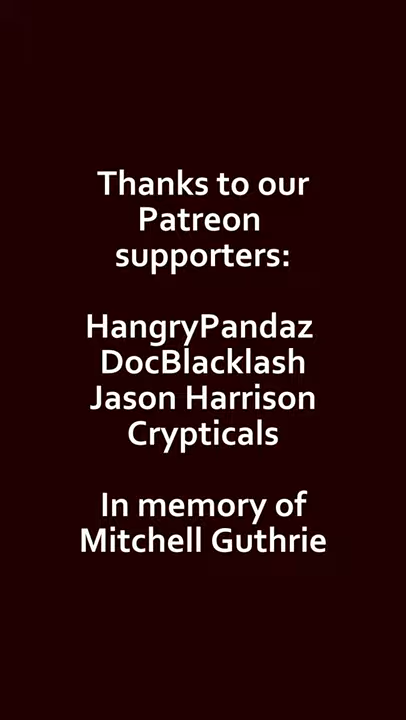 Thanks to our
Patreon
supporters:
HangryPandaz
DocBlacklash
Jason Harrison
Crypticals
In memory of
Mitchell Guthrie